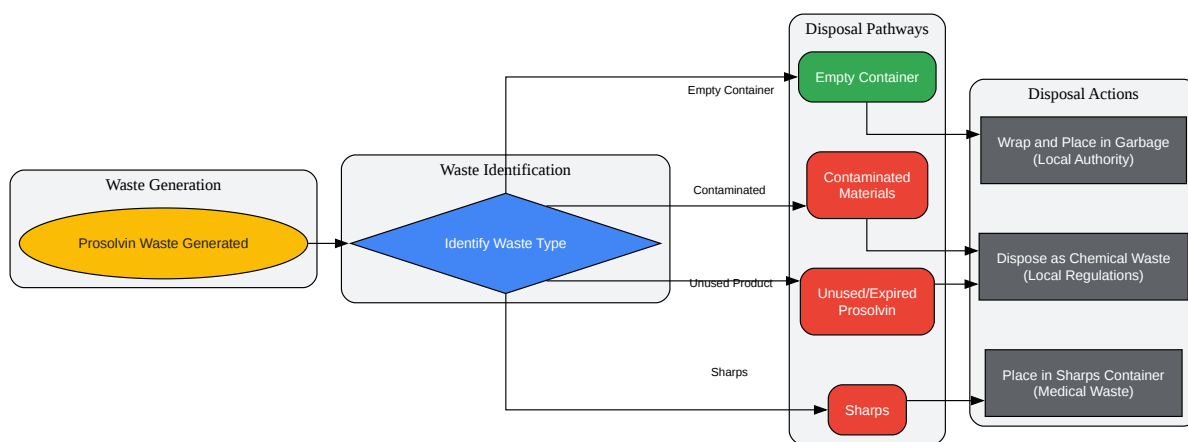 Waste Generation
Prosolvin Waste Generated
Waste Identification
Identify Waste Type
Empty Container
Contaminated
Unused Product
Sharps
Disposal Pathways
Empty Container
Contaminated
Materials
Unused/Expired
Prosolvin
Sharps
Disposal Actions
Wrap and Place in Garbage
(Local Authority)
Dispose as Chemical Waste
(Local Regulations)
Place in Sharps Container
(Medical Waste)